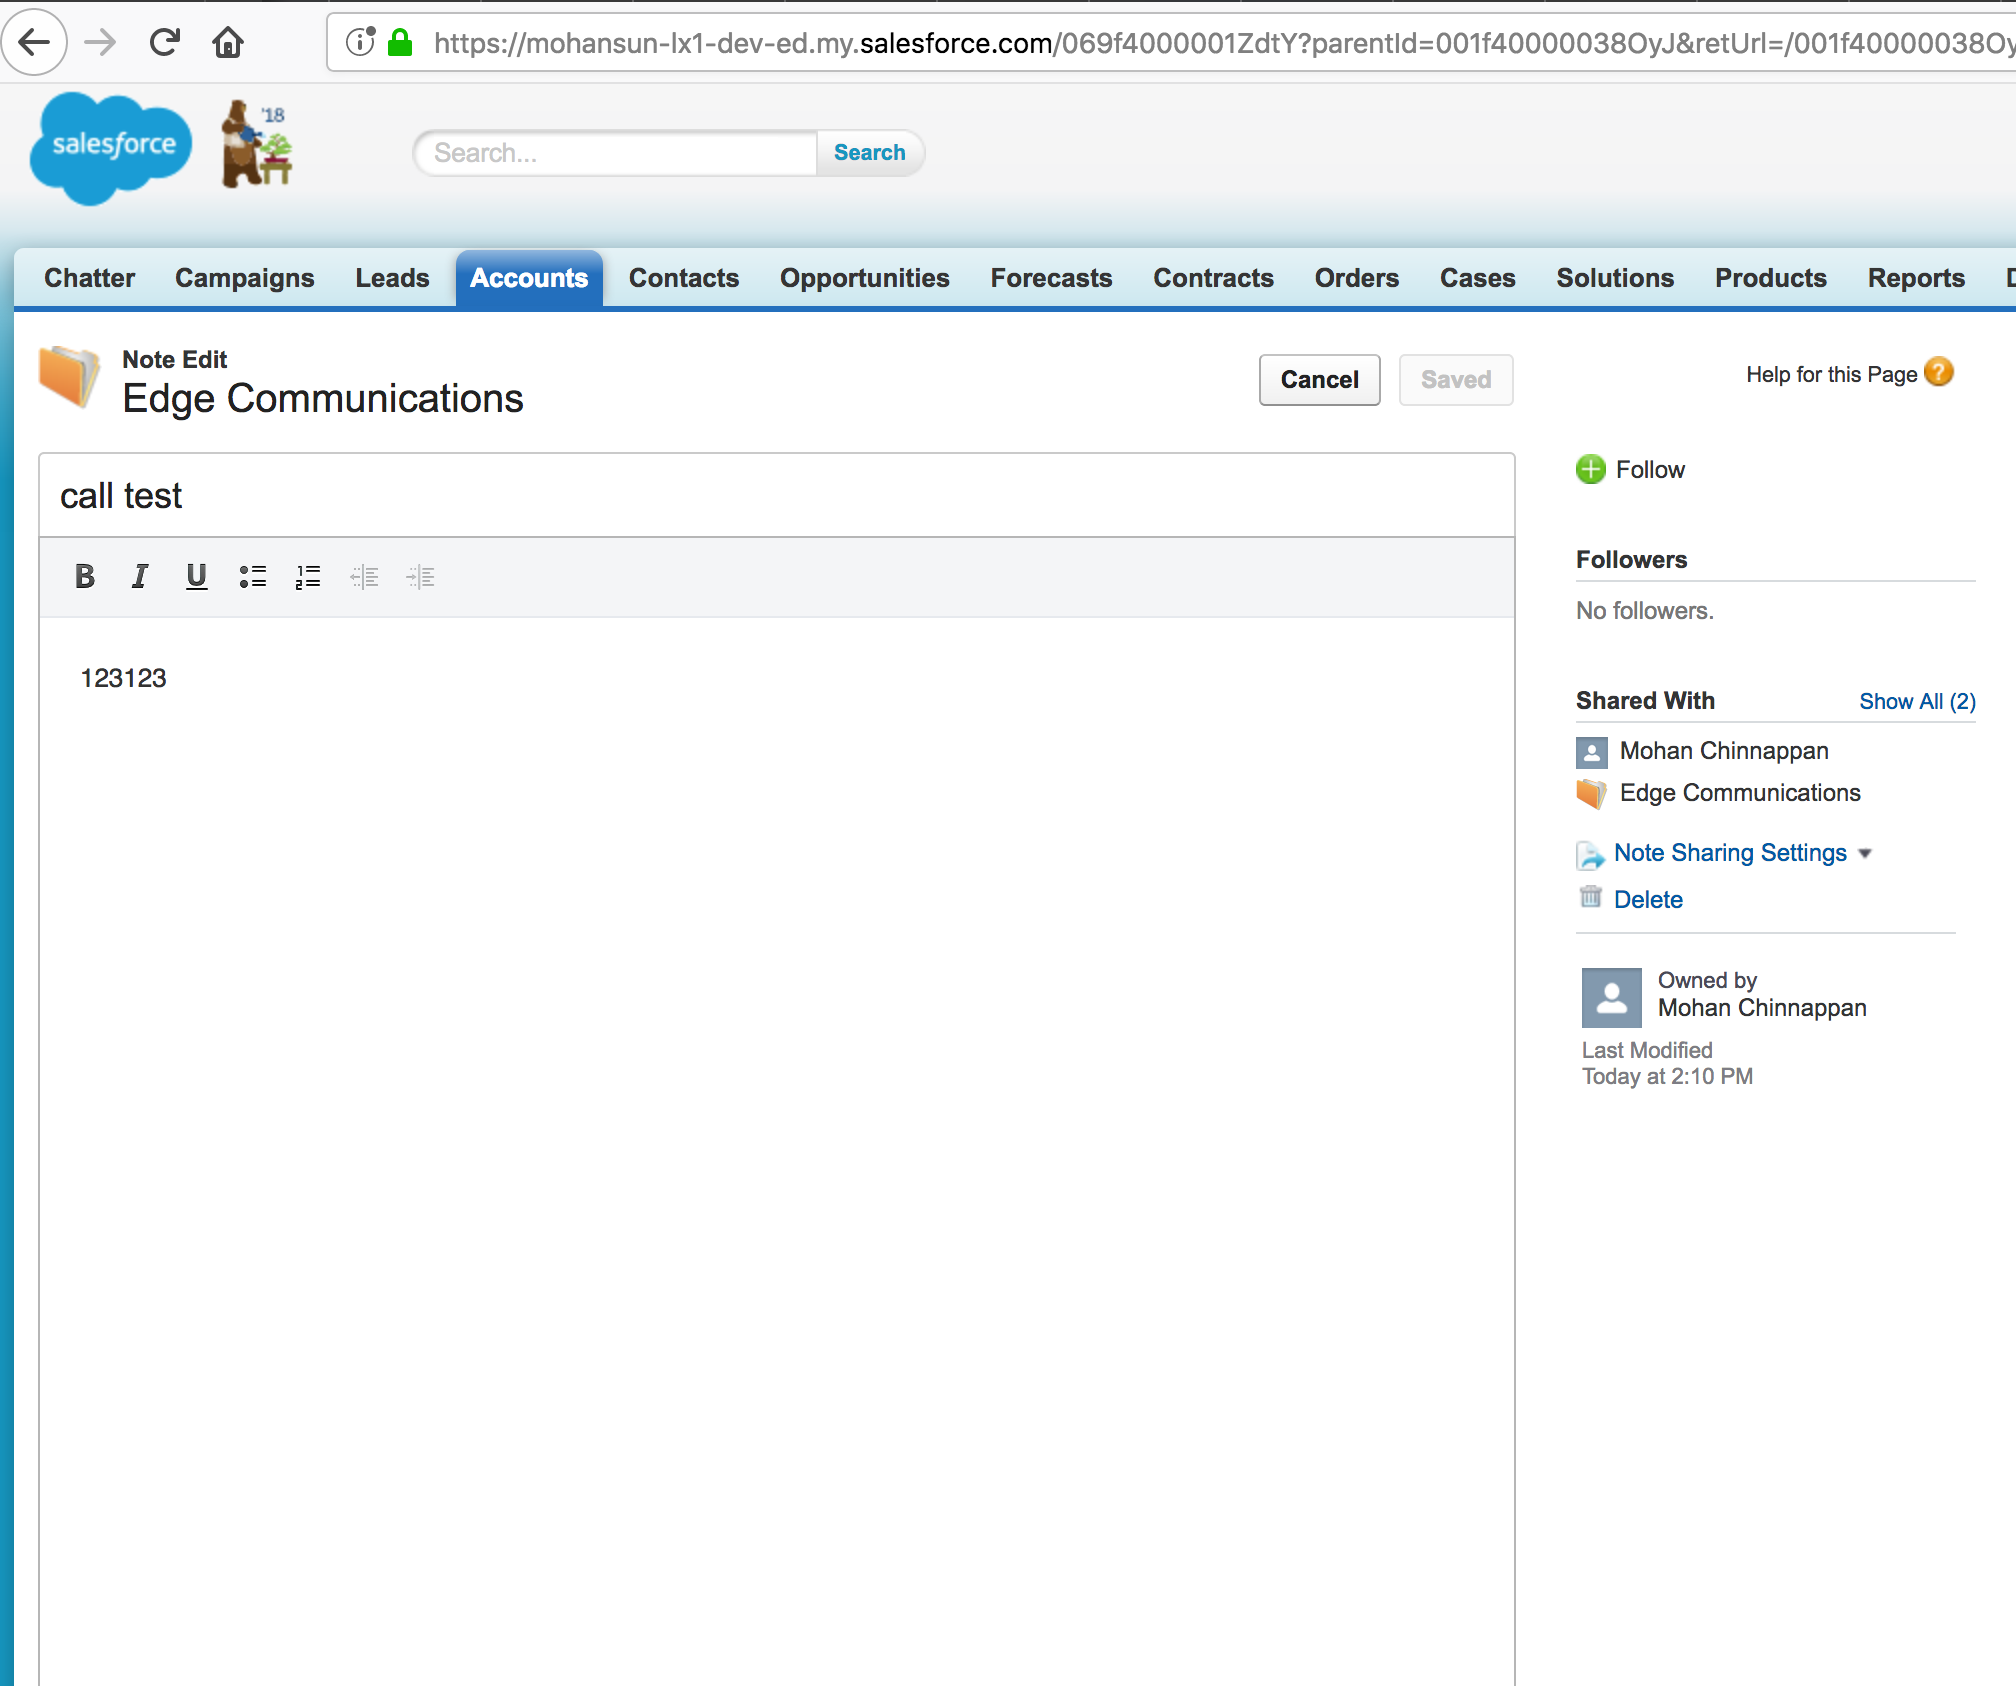 https://mohansun-lx1-dev-ed.my.salesforce.com/069f4000001ZdtY?parentId=001f40000038OyJ&retUrl=/001f40000038Oy
salesforce
'18
Search...
Search
Chatter Campaigns Leads Accounts Contacts Opportunities Forecasts Contracts Orders Cases Solutions Products Reports
Note Edit
Edge Communications
Cancel
Saved
Help for this Page ?
call test
B I U
123123
Follow
Followers
No followers.
Shared With Show All (2)
Mohan Chinnappan
Edge Communications
Note Sharing Settings
Delete
Owned by
Mohan Chinnappan
Last Modified
Today at 2:10 PM